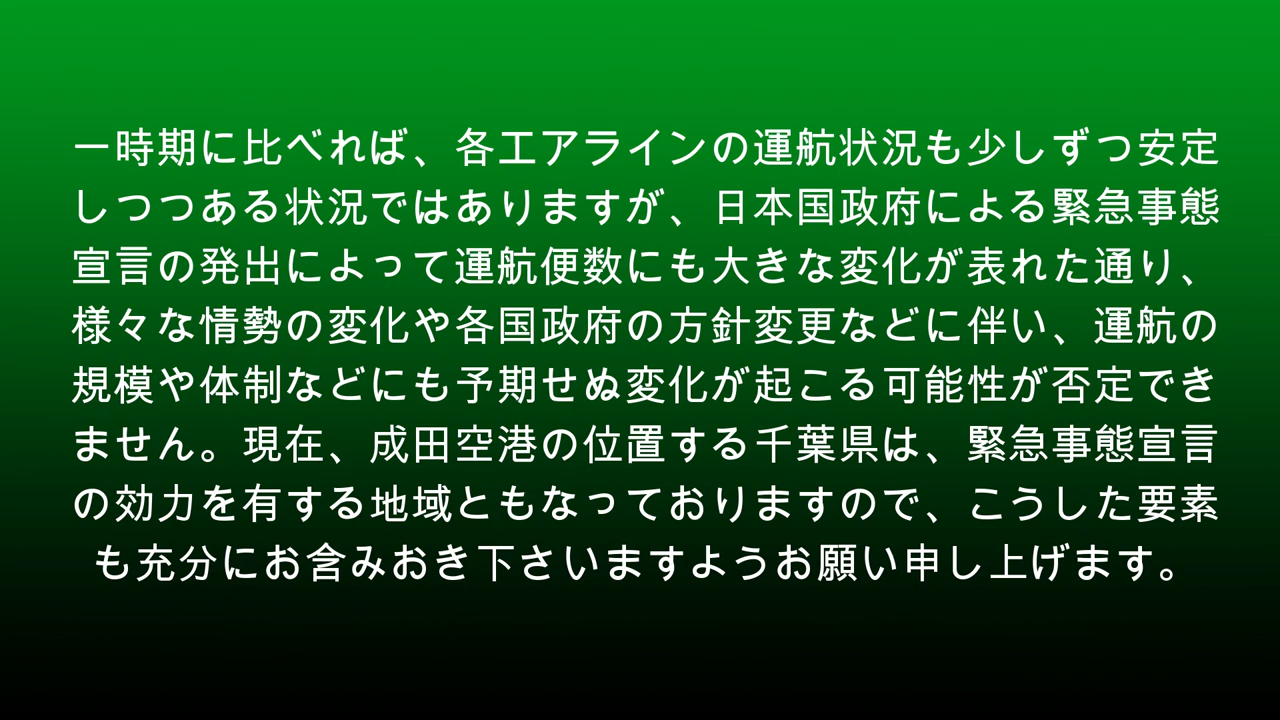 一時期に比べれば、各エアラインの運航状況も少しずつ安定
しつつある状況ではありますが、日本国政府による緊急事態
宣言の発出によって運航便数にも大きな変化が表れた通り、
様々な情勢の変化や各国政府の方針変更などに伴い、運航の
規模や体制などにも予期せぬ変化が起こる可能性が否定でき
ません。現在、成田空港の位置する千葉県は、緊急事態宣言
の効力を有する地域ともなっておりますので、こうした要素
も充分にお含みおき下さいますようお願い申し上げます。